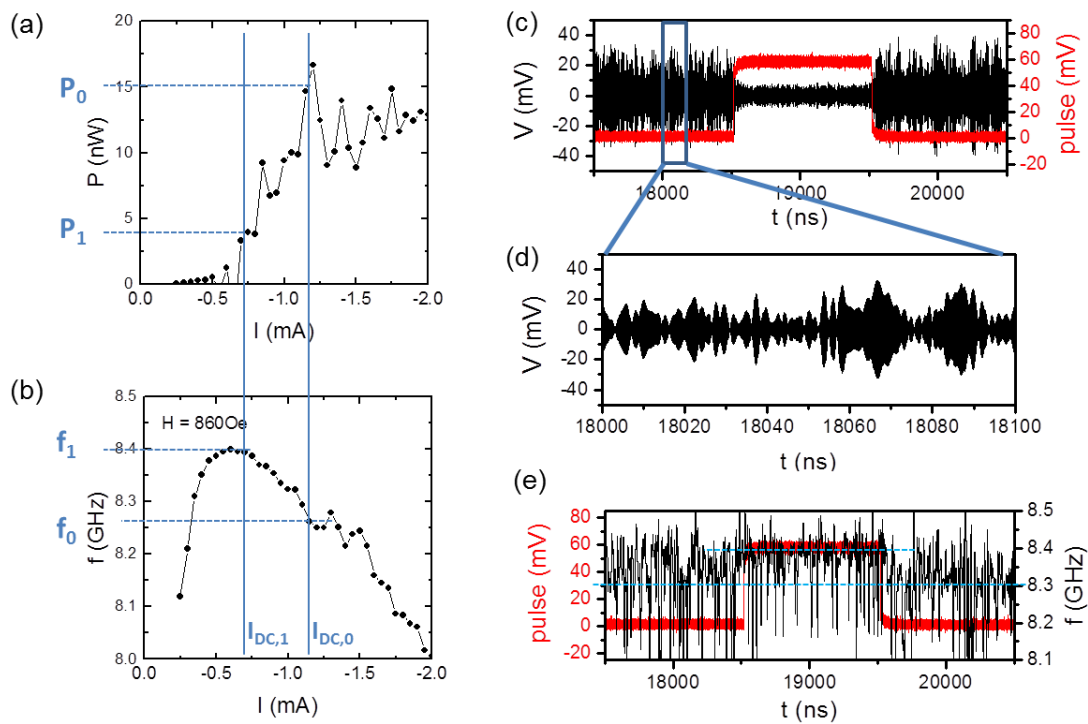 (a)
20
15
10
5
0
P (nW)
P₀
P₁
0.0 -0.5 -1.0 -1.5 -2.0
I (mA)
(b)
8.5
8.4
8.3
8.2
8.1
8.0
f (GHz)
H = 860Oe
f₁
f₀
I_DC,1 I_DC,0
0.0 -0.5 -1.0 -1.5 -2.0
I (mA)
(c)
40
20
0
-20
-40
V (mV)
80
60
40
20
0
-20
pulse (mV)
18000 19000 20000
t (ns)
(d)
40
20
0
-20
-40
V (mV)
18000 18020 18040 18060 18080 18100
t (ns)
(e)
80
60
40
20
0
-20
pulse (mV)
8.5
8.4
8.3
8.2
8.1
f (GHz)
18000 19000 20000
t (ns)